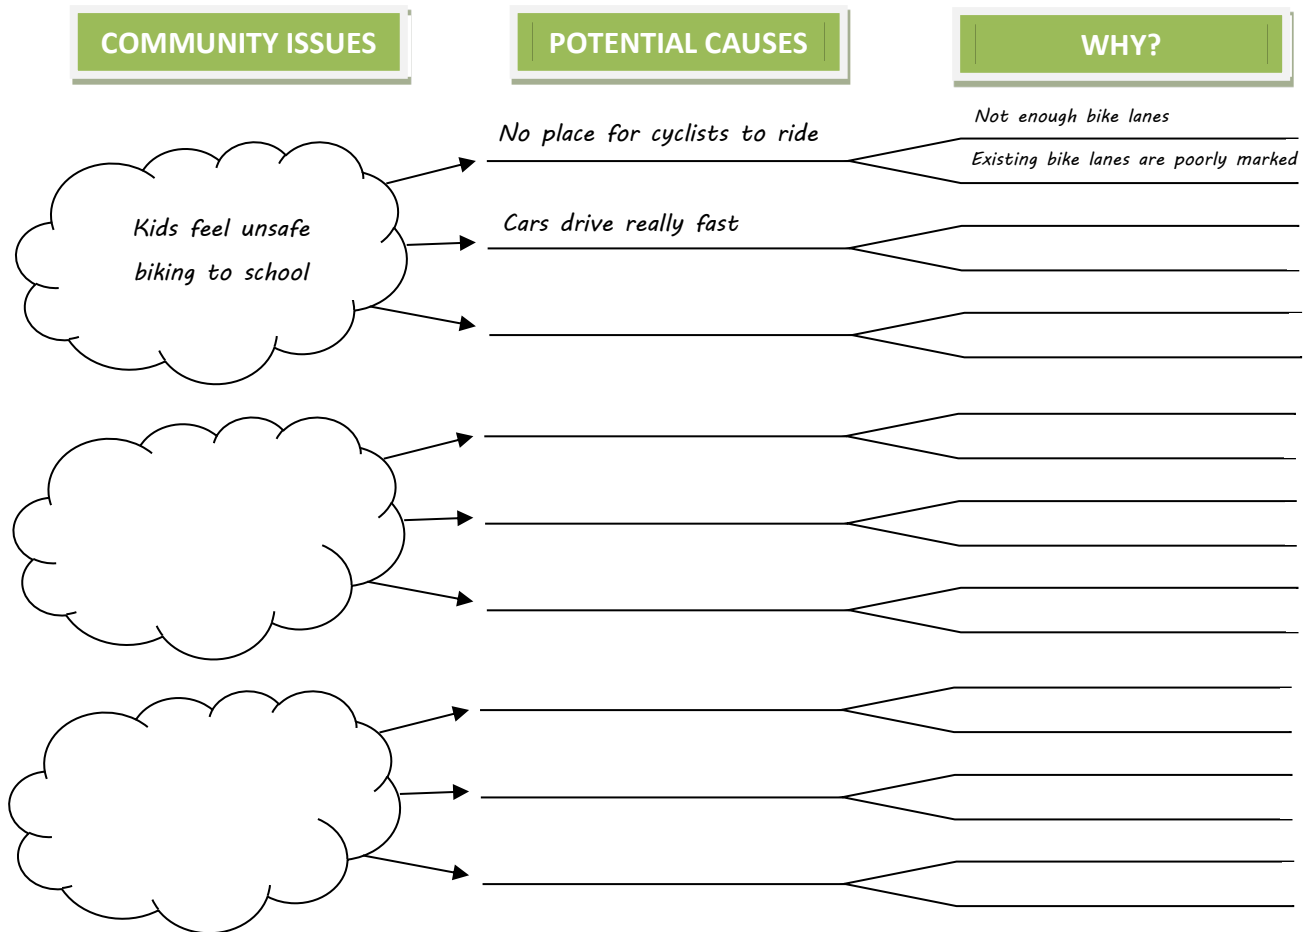 COMMUNITY ISSUES
POTENTIAL CAUSES
WHY?
Kids feel unsafe
biking to school
No place for cyclists to ride
Not enough bike lanes
Existing bike lanes are poorly marked
Cars drive really fast